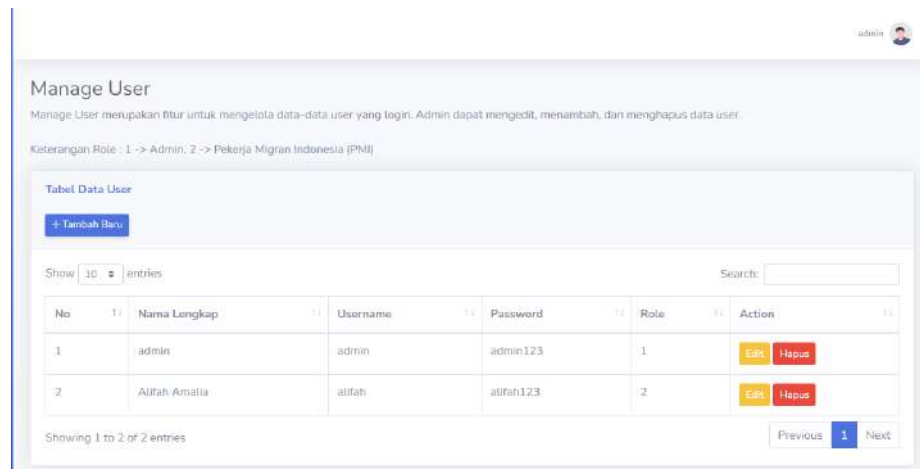 admin
Manage User
Manage User merupakan fitur untuk mengelola data-data user yang login. Admin dapat mengedit, menambah, dan menghapus data user.
Keterangan Role : 1 -> Admin, 2 -> Pekerja Migran Indonesia (PMI)
Tabel Data User
+ Tambah Baru
Show 10 entries Search:
No Nama Lengkap Username Password Role Action
1 admin admin admin123 1 Edit Hapus
2 Alifah Amalia alifah alifah123 2 Edit Hapus
Showing 1 to 2 of 2 entries Previous 1 Next